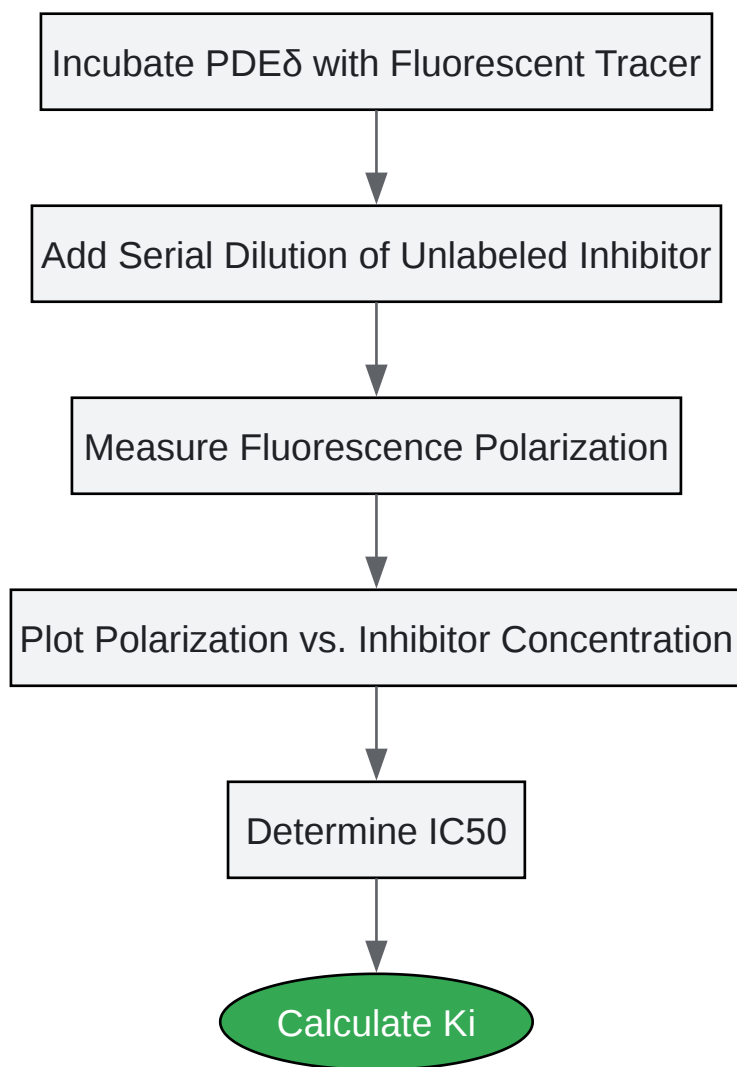 Incubate PDEδ with Fluorescent Tracer
Add Serial Dilution of Unlabeled Inhibitor
Measure Fluorescence Polarization
Plot Polarization vs. Inhibitor Concentration
Determine IC50
Calculate Ki